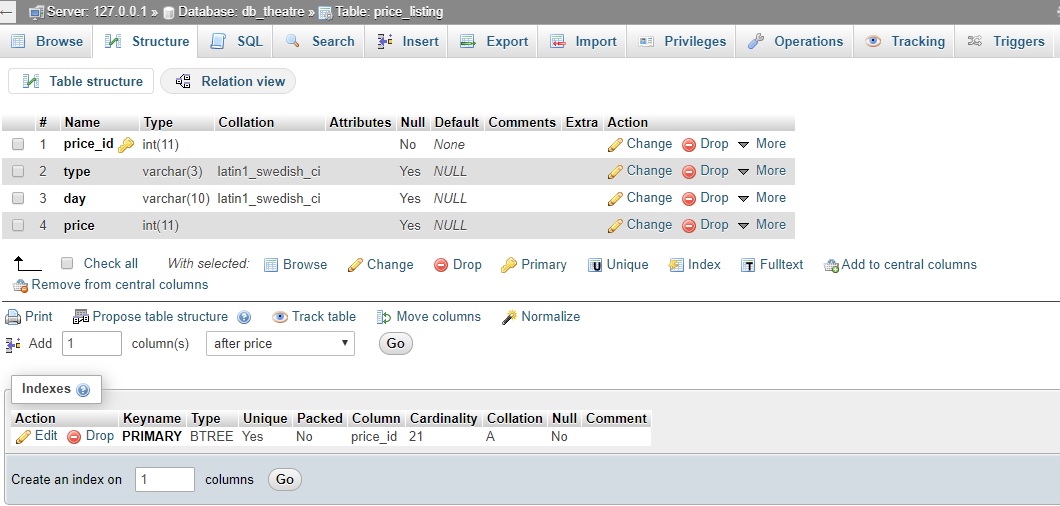 Server: 127.0.0.1 » Database: db_theatre » Table: price_listing
Browse Structure SQL Search Insert Export Import Privileges Operations Tracking Triggers
Table structure Relation view
# Name Type Collation Attributes Null Default Comments Extra Action
1 price_id int(11) No None Change Drop More
2 type varchar(3) latin1_swedish_ci Yes NULL Change Drop More
3 day varchar(10) latin1_swedish_ci Yes NULL Change Drop More
4 price int(11) Yes NULL Change Drop More
Check all With selected: Browse Change Drop Primary Unique Index Fulltext Add to central columns
Remove from central columns
Print Propose table structure Track table Move columns Normalize
Add 1 column(s) after price Go
Indexes
Action Keyname Type Unique Packed Column Cardinality Collation Null Comment
Edit Drop PRIMARY BTREE Yes No price_id 21 A No
Create an index on 1 columns Go